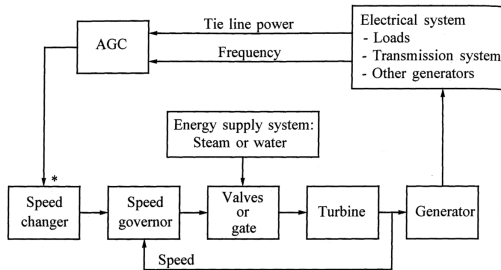 Electrical system
- Loads
- Transmission system
- Other generators
Tie line power
AGC
Frequency
Energy supply system:
Steam or water
*
Speed
changer
Speed
governor
Valves
or
gate
Turbine
Generator
Speed